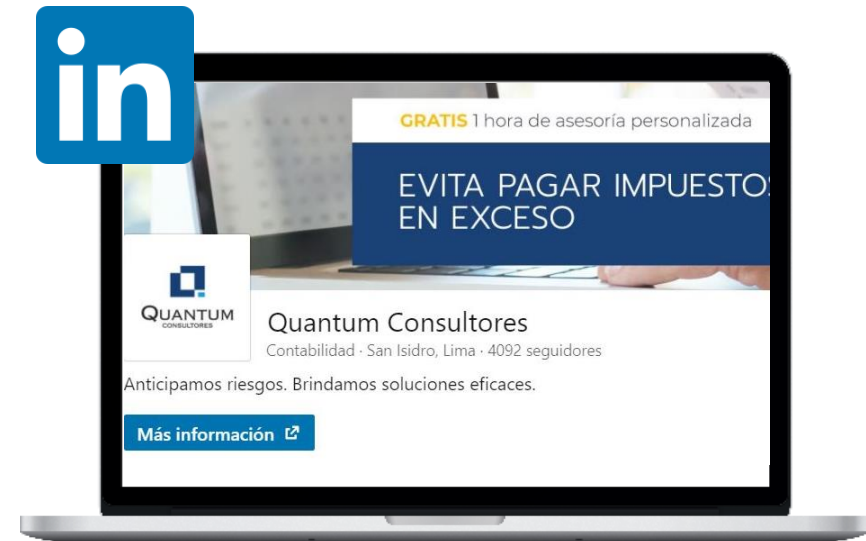 in
GRATIS 1 hora de asesoría personalizada
EVITA PAGAR IMPUESTOS
EN EXCESO
QUANTUM
CONSULTORES
Quantum Consultores
Contabilidad · San Isidro, Lima · 4092 seguidores
Anticipamos riesgos. Brindamos soluciones eficaces.
Más información